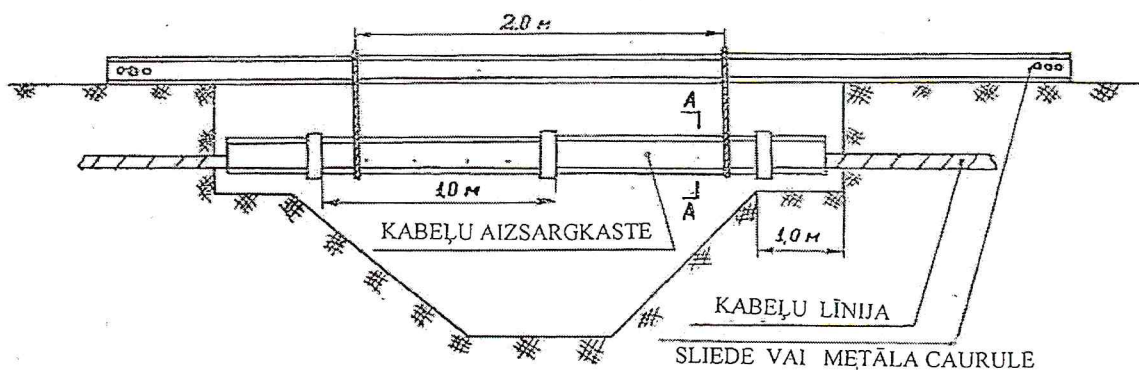 2.0 м
A
A
1,0 м
KABEĻU AIZSARGKASTE
1,0 м
KABEĻU LĪNIJA
SLIEDE VAI METĀLA CAURULE